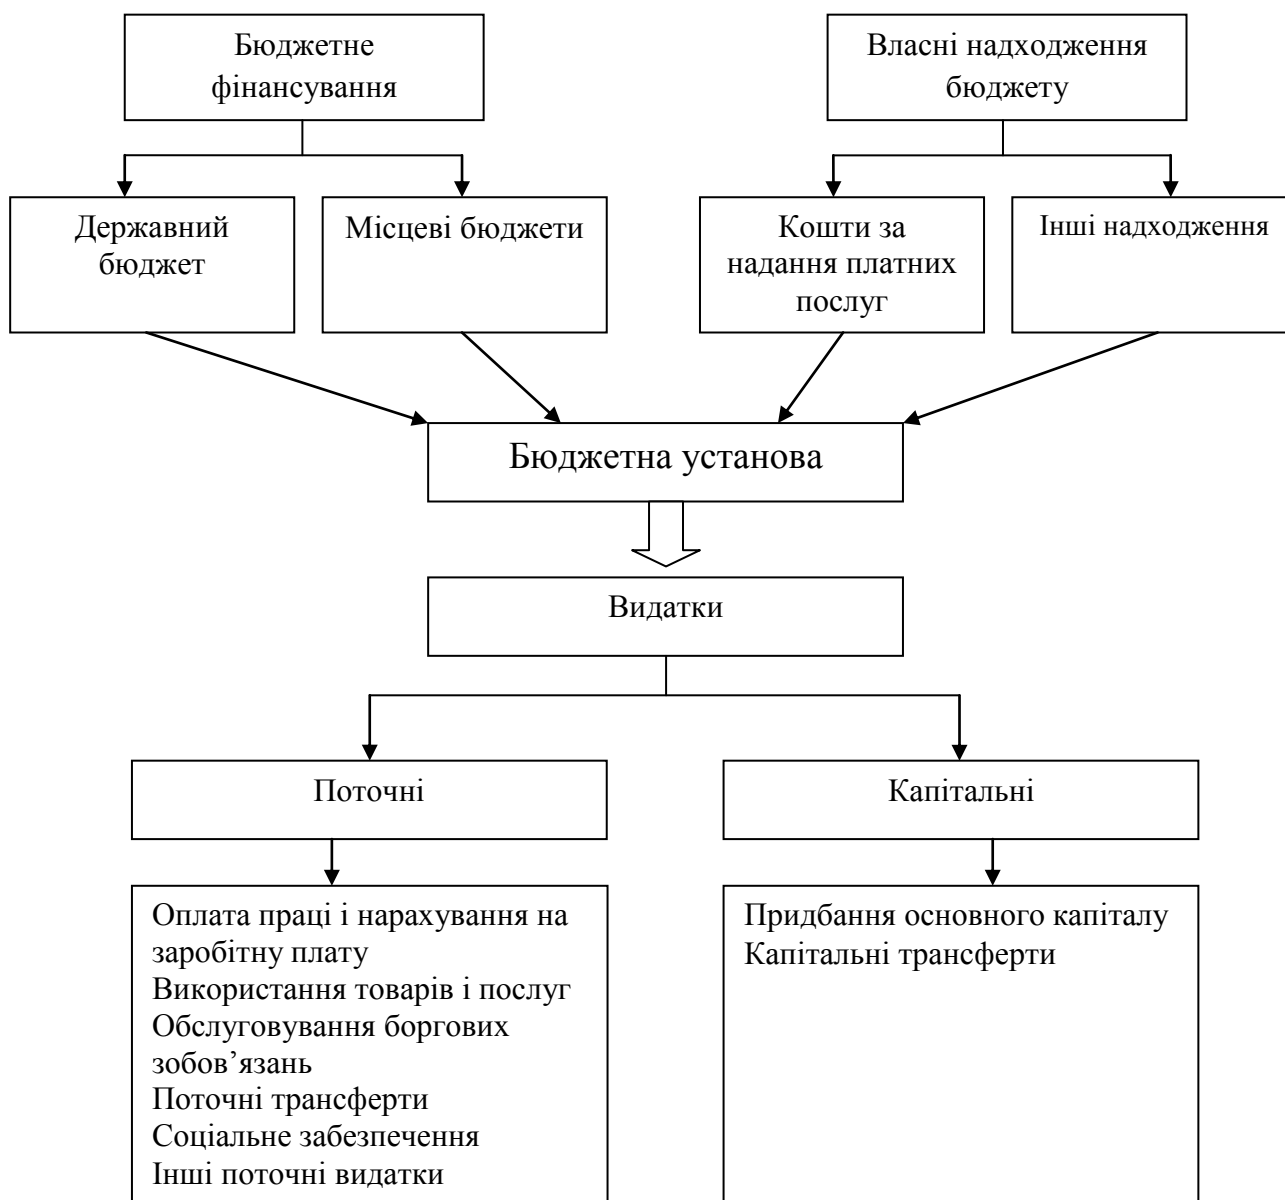 Бюджетне
фінансування
Власні надходження
бюджету
Державний
бюджет
Місцеві бюджети
Кошти за
надання платних
послуг
Інші надходження
Бюджетна установа
Видатки
Поточні
Капітальні
Оплата праці і нарахування на
заробітну плату
Використання товарів і послуг
Обслуговування боргових
зобов’язань
Поточні трансферти
Соціальне забезпечення
Інші поточні видатки
Придбання основного капіталу
Капітальні трансферти